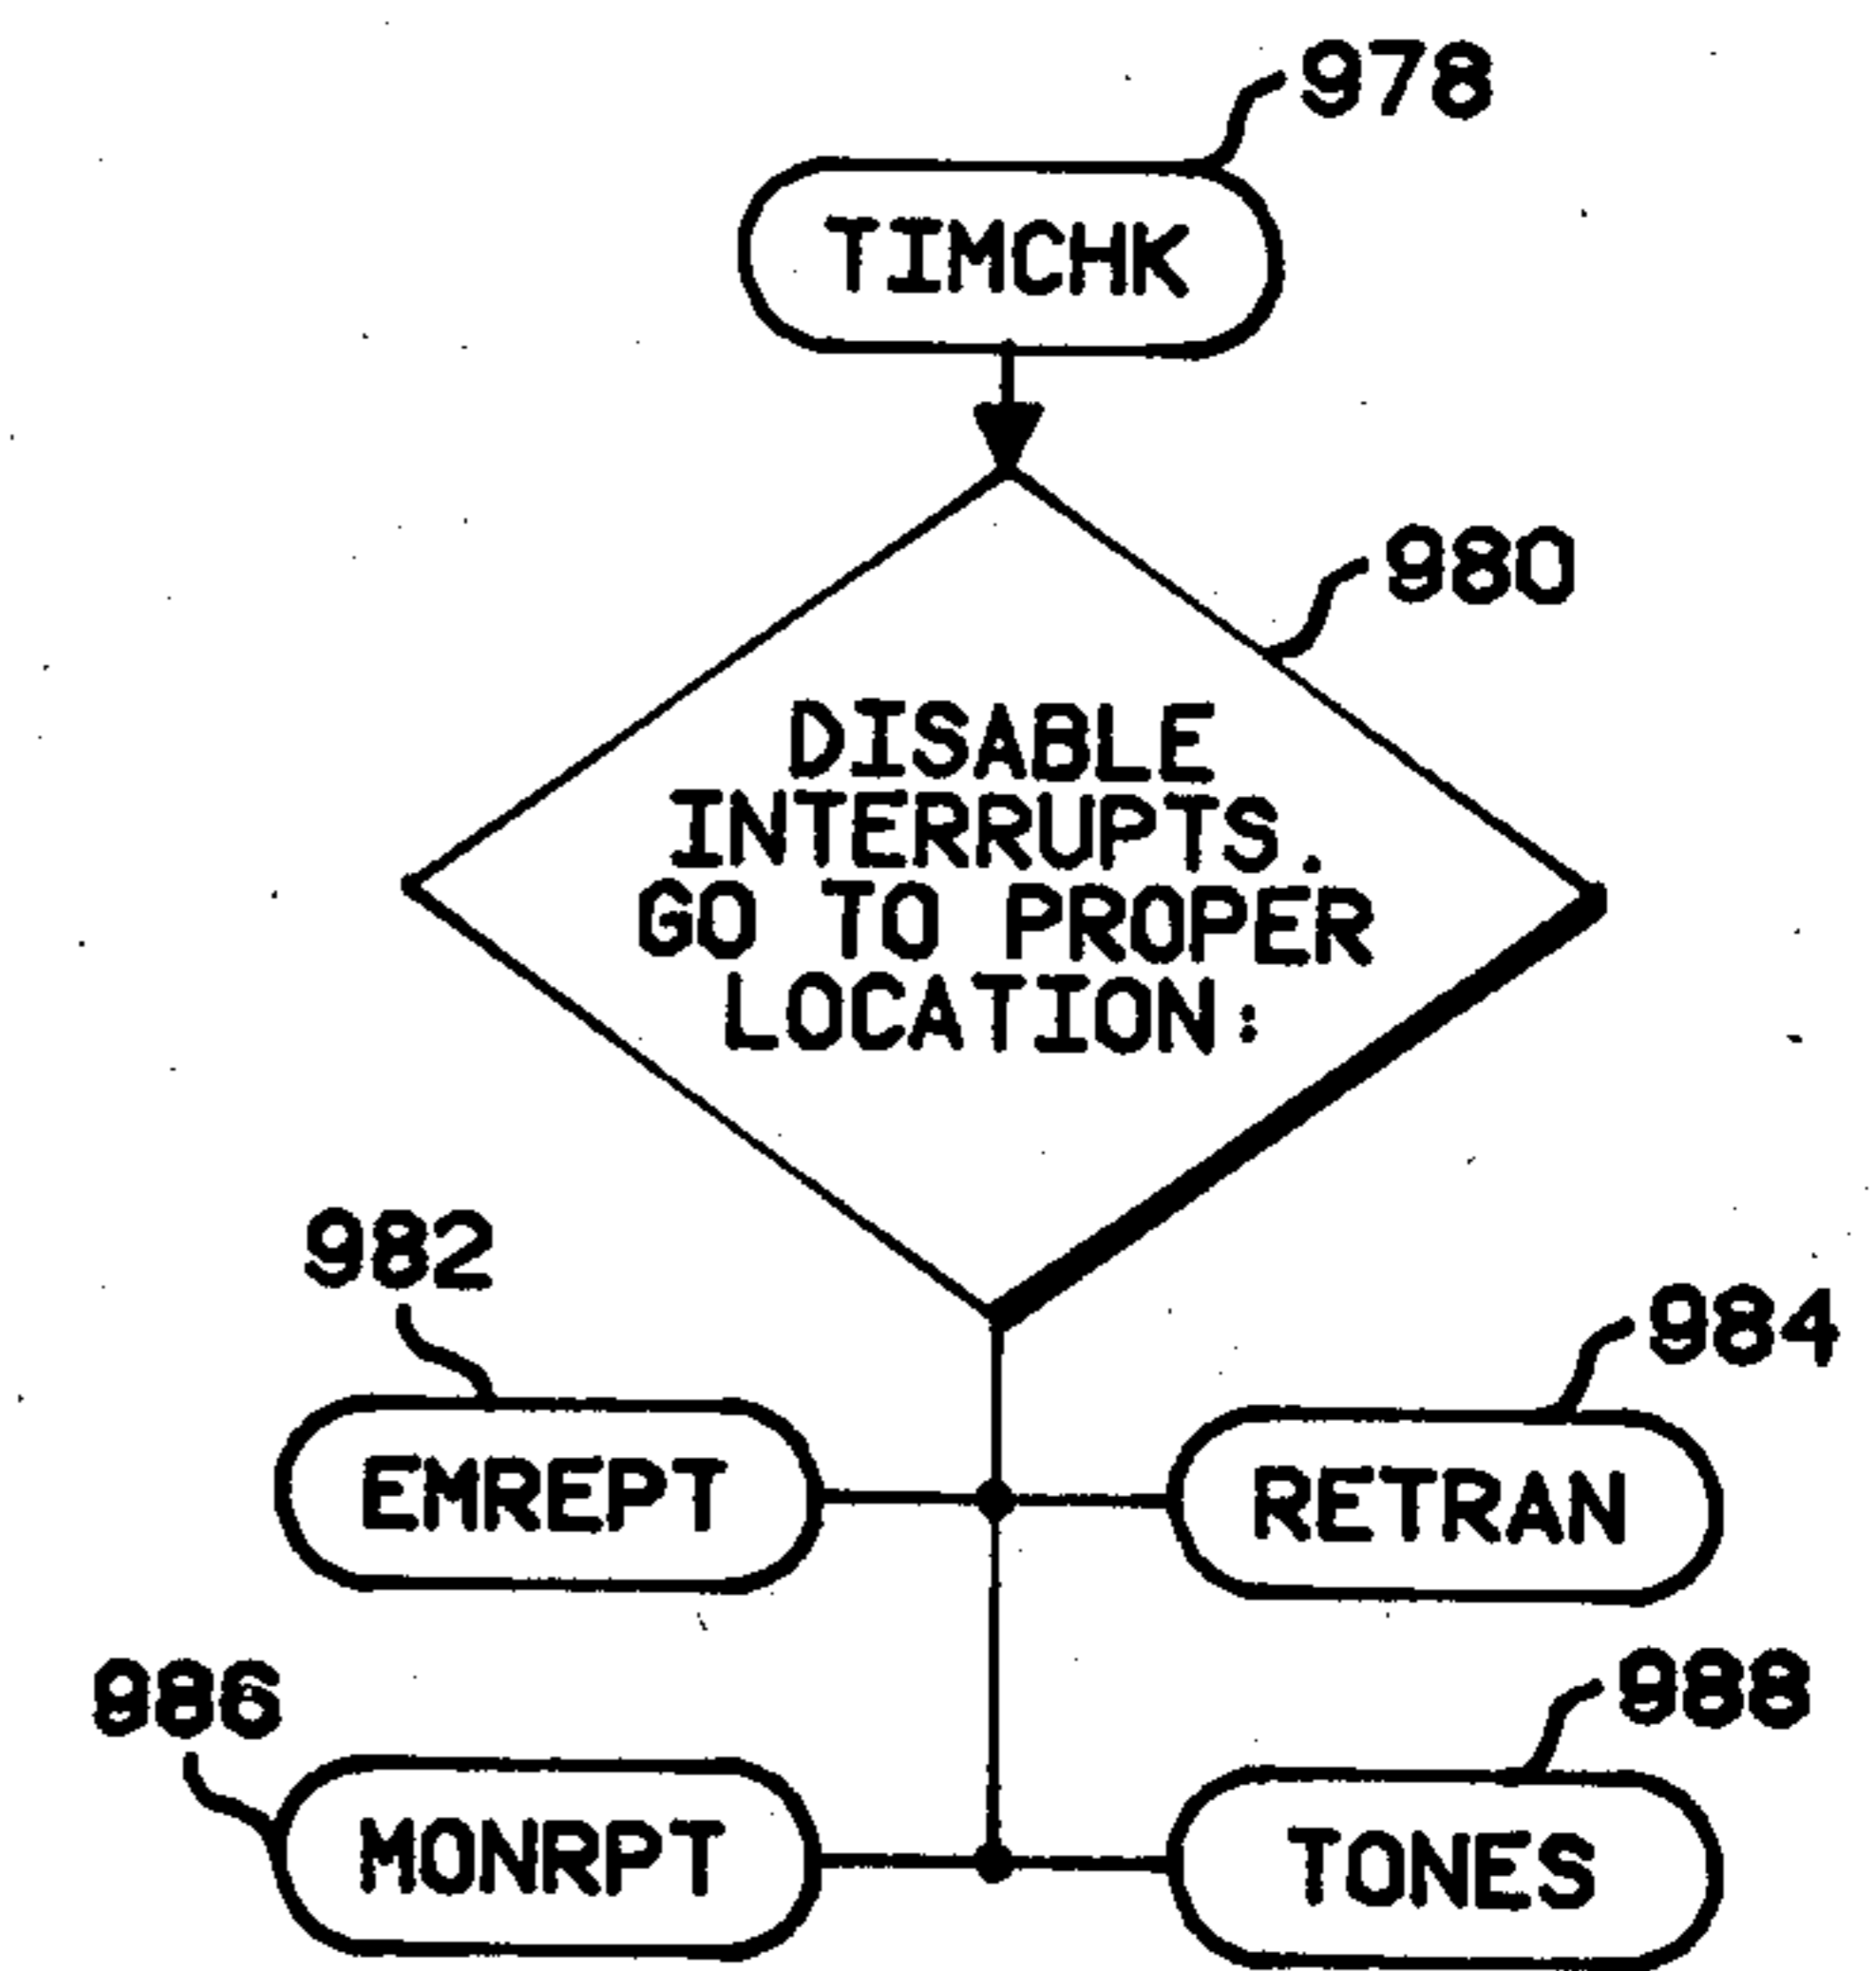 978
TIMCHK
980
DISABLE
INTERRUPTS.
GO TO PROPER
LOCATION:
982
984
EMREPT
RETRAN
986
988
MONRPT
TONES